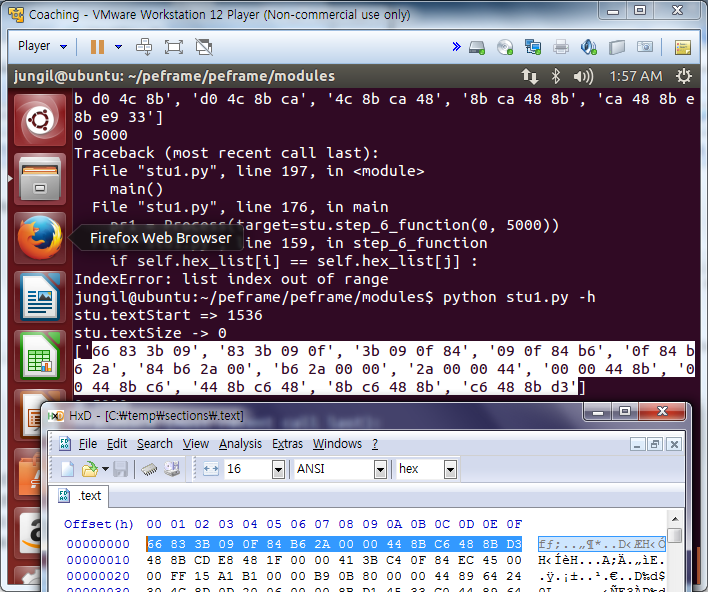 Coaching - VMware Workstation 12 Player (Non-commercial use only)
Player
jungil@ubuntu: ~/peframe/peframe/modules
1:57 AM
b d0 4c 8b', 'd0 4c 8b ca', '4c 8b ca 48', '8b ca 48 8b', 'ca 48 8b e
8b e9 33']
0 5000
Traceback (most recent call last):
File "stu1.py", line 197, in <module>
main()
File "stu1.py", line 176, in main
(target=stu.step_6_function(0, 5000))
Firefox Web Browser
line 159, in step_6_function
if self.hex_list[i] == self.hex_list[j] :
IndexError: list index out of range
jungil@ubuntu:~/peframe/peframe/modules$ python stu1.py -h
stu.textStart => 1536
stu.textSize -> 0
['66 83 3b 09', '83 3b 09 0f', '3b 09 0f 84', '09 0f 84 b6', '0f 84 b
6 2a', '84 b6 2a 00', 'b6 2a 00 00', '2a 00 00 44', '00 00 44 8b', '0
0 44 8b c6', '44 8b c6 48', '8b c6 48 8b', 'c6 48 8b d3']
HxD - [C:₩temp₩sections₩.text]
File Edit Search View Analysis Extras Windows ?
16 ANSI hex
.text
Offset(h) 00 01 02 03 04 05 06 07 08 09 0A 0B 0C 0D 0E 0F
00000000 66 83 3B 09 0F 84 B6 2A 00 00 44 8B C6 48 8B D3 fƒ;..„¶*..D‹ÆH‹Ó
00000010 48 8B CD E8 48 1F 00 00 41 3B C4 0F 84 EC 45 00 H‹ÍèH...A;Ä.„ìE.
00000020 00 FF 15 A1 B1 00 00 B9 0B 80 00 00 44 89 64 24 .ÿ.¡±..¹.€..D‰d$